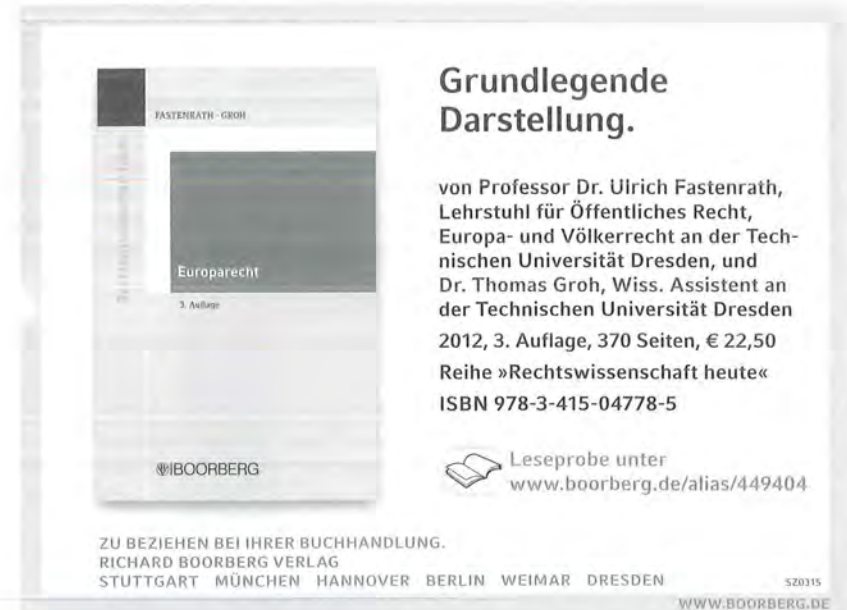 FASTENRATH · GROH
Europarecht
3. Auflage
BOORBERG
Grundlegende
Darstellung.
von Professor Dr. Ulrich Fastenrath,
Lehrstuhl für Öffentliches Recht,
Europa- und Völkerrecht an der Tech-
nischen Universität Dresden, und
Dr. Thomas Groh, Wiss. Assistent an
der Technischen Universität Dresden
2012, 3. Auflage, 370 Seiten, € 22,50
Reihe »Rechtswissenschaft heute«
ISBN 978-3-415-04778-5
Leseprobe unter
www.boorberg.de/alias/449404
ZU BEZIEHEN BEI IHRER BUCHHANDLUNG.
RICHARD BOORBERG VERLAG
STUTTGART MÜNCHEN HANNOVER BERLIN WEIMAR DRESDEN
SZ0315
WWW.BOORBERG.DE